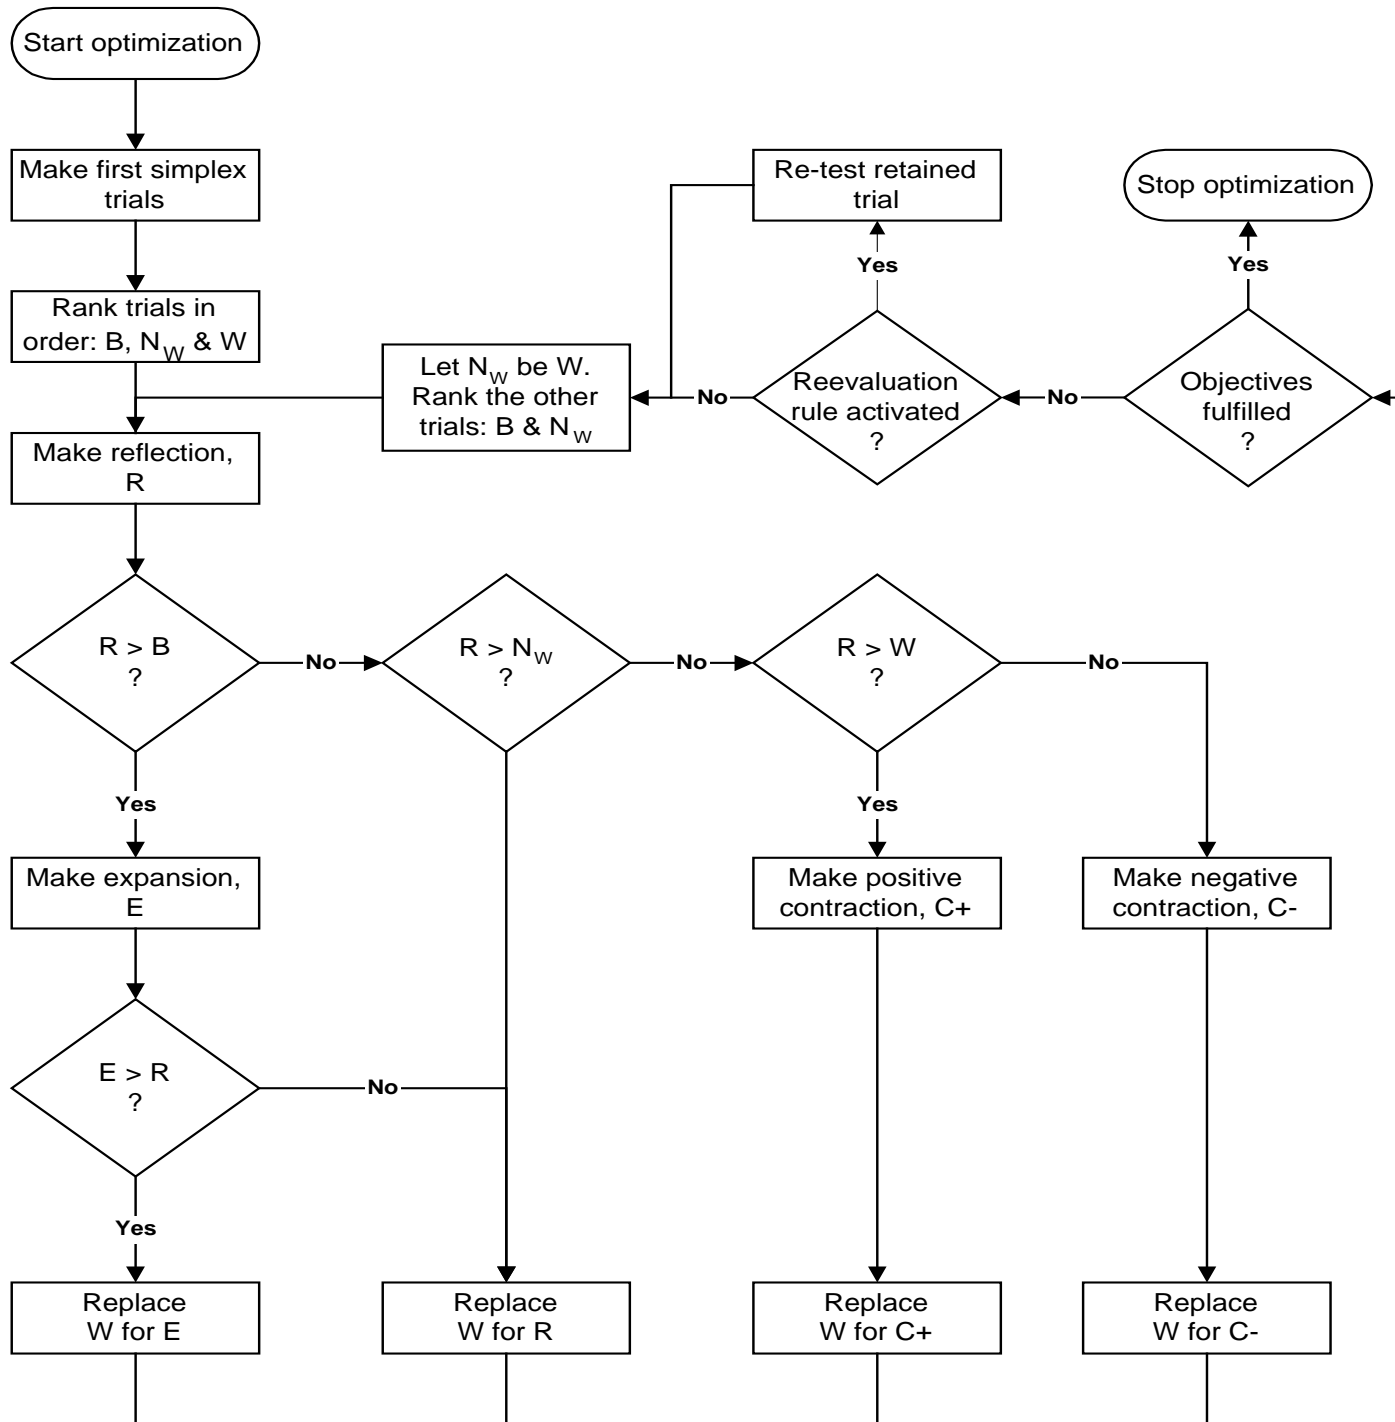 Start optimization
Make first simplex
trials
Re-test retained
trial
Stop optimization
Yes
Yes
Rank trials in
order: B, N_W & W
Let N_W be W.
Rank the other
trials: B & N_W
No
Reevaluation
rule activated
?
No
Objectives
fulfilled
?
Make reflection,
R
R > B
?
No
R > N_W
?
No
R > W
?
No
Yes
Yes
Make expansion,
E
Make positive
contraction, C+
Make negative
contraction, C-
E > R
?
No
Yes
Replace
W for E
Replace
W for R
Replace
W for C+
Replace
W for C-